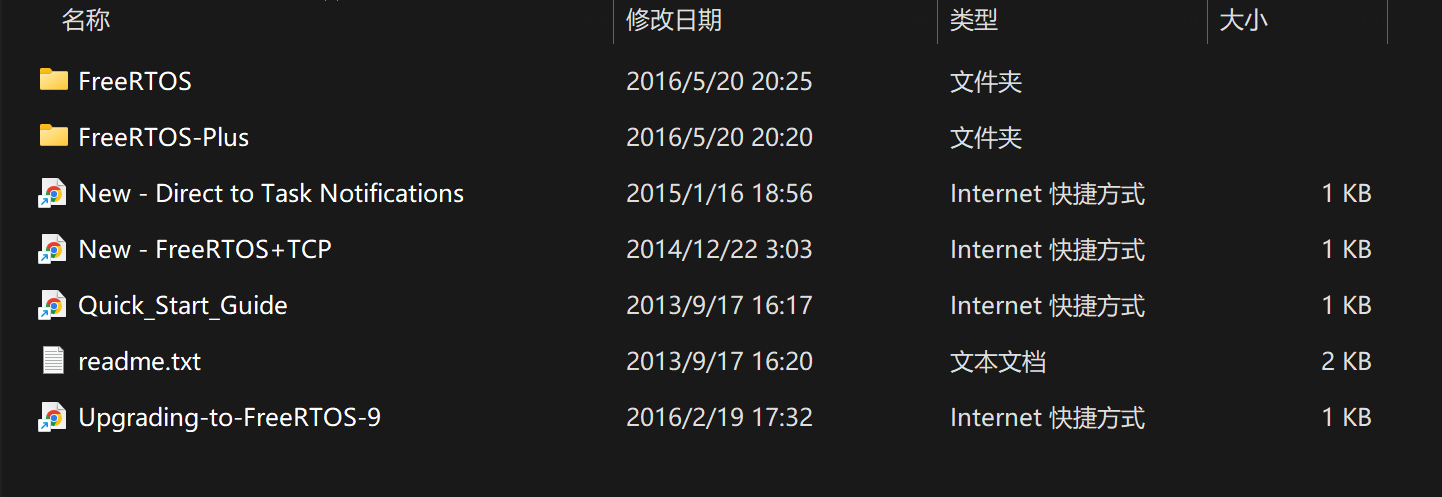 名称 修改日期 类型 大小
FreeRTOS 2016/5/20 20:25 文件夹
FreeRTOS-Plus 2016/5/20 20:20 文件夹
New - Direct to Task Notifications 2015/1/16 18:56 Internet 快捷方式 1 KB
New - FreeRTOS+TCP 2014/12/22 3:03 Internet 快捷方式 1 KB
Quick_Start_Guide 2013/9/17 16:17 Internet 快捷方式 1 KB
readme.txt 2013/9/17 16:20 文本文档 2 KB
Upgrading-to-FreeRTOS-9 2016/2/19 17:32 Internet 快捷方式 1 KB